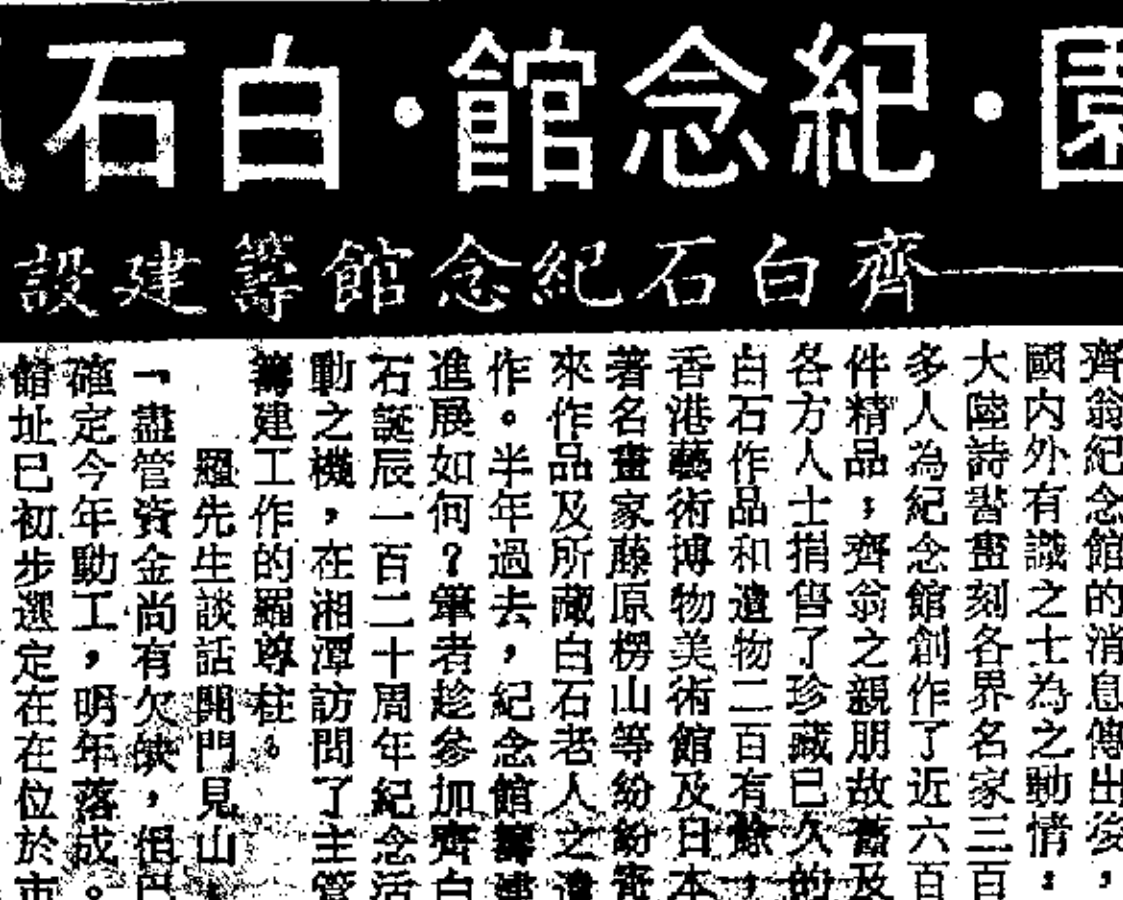 園·紀念館·白石
齊白石紀念館籌建設
齊翁紀念館的消息傳出後,
國内外有識之士為之動情:
大陸詩書畫刻各界名家三百
多人為紀念館創作了近六百
件精品;齊翁之親朋故舊及
各方人士捐售了珍藏已久的
白石作品和遺物二百有餘,
香港藝術博物美術館及日本
著名畫家藤原楞山等紛紛寄
來作品及所藏白石老人之遺
作。半年過去,紀念館籌建
進展如何?筆者趁參加齊白
石誕辰一百二十周年紀念活
動之機,在湘潭訪問了主管
籌建工作的羅尊柱。
羅先生談話開門見山,
「盡管資金尚有欠缺,但已
確定今年動工,明年落成。
館址已初步選定在在位於市